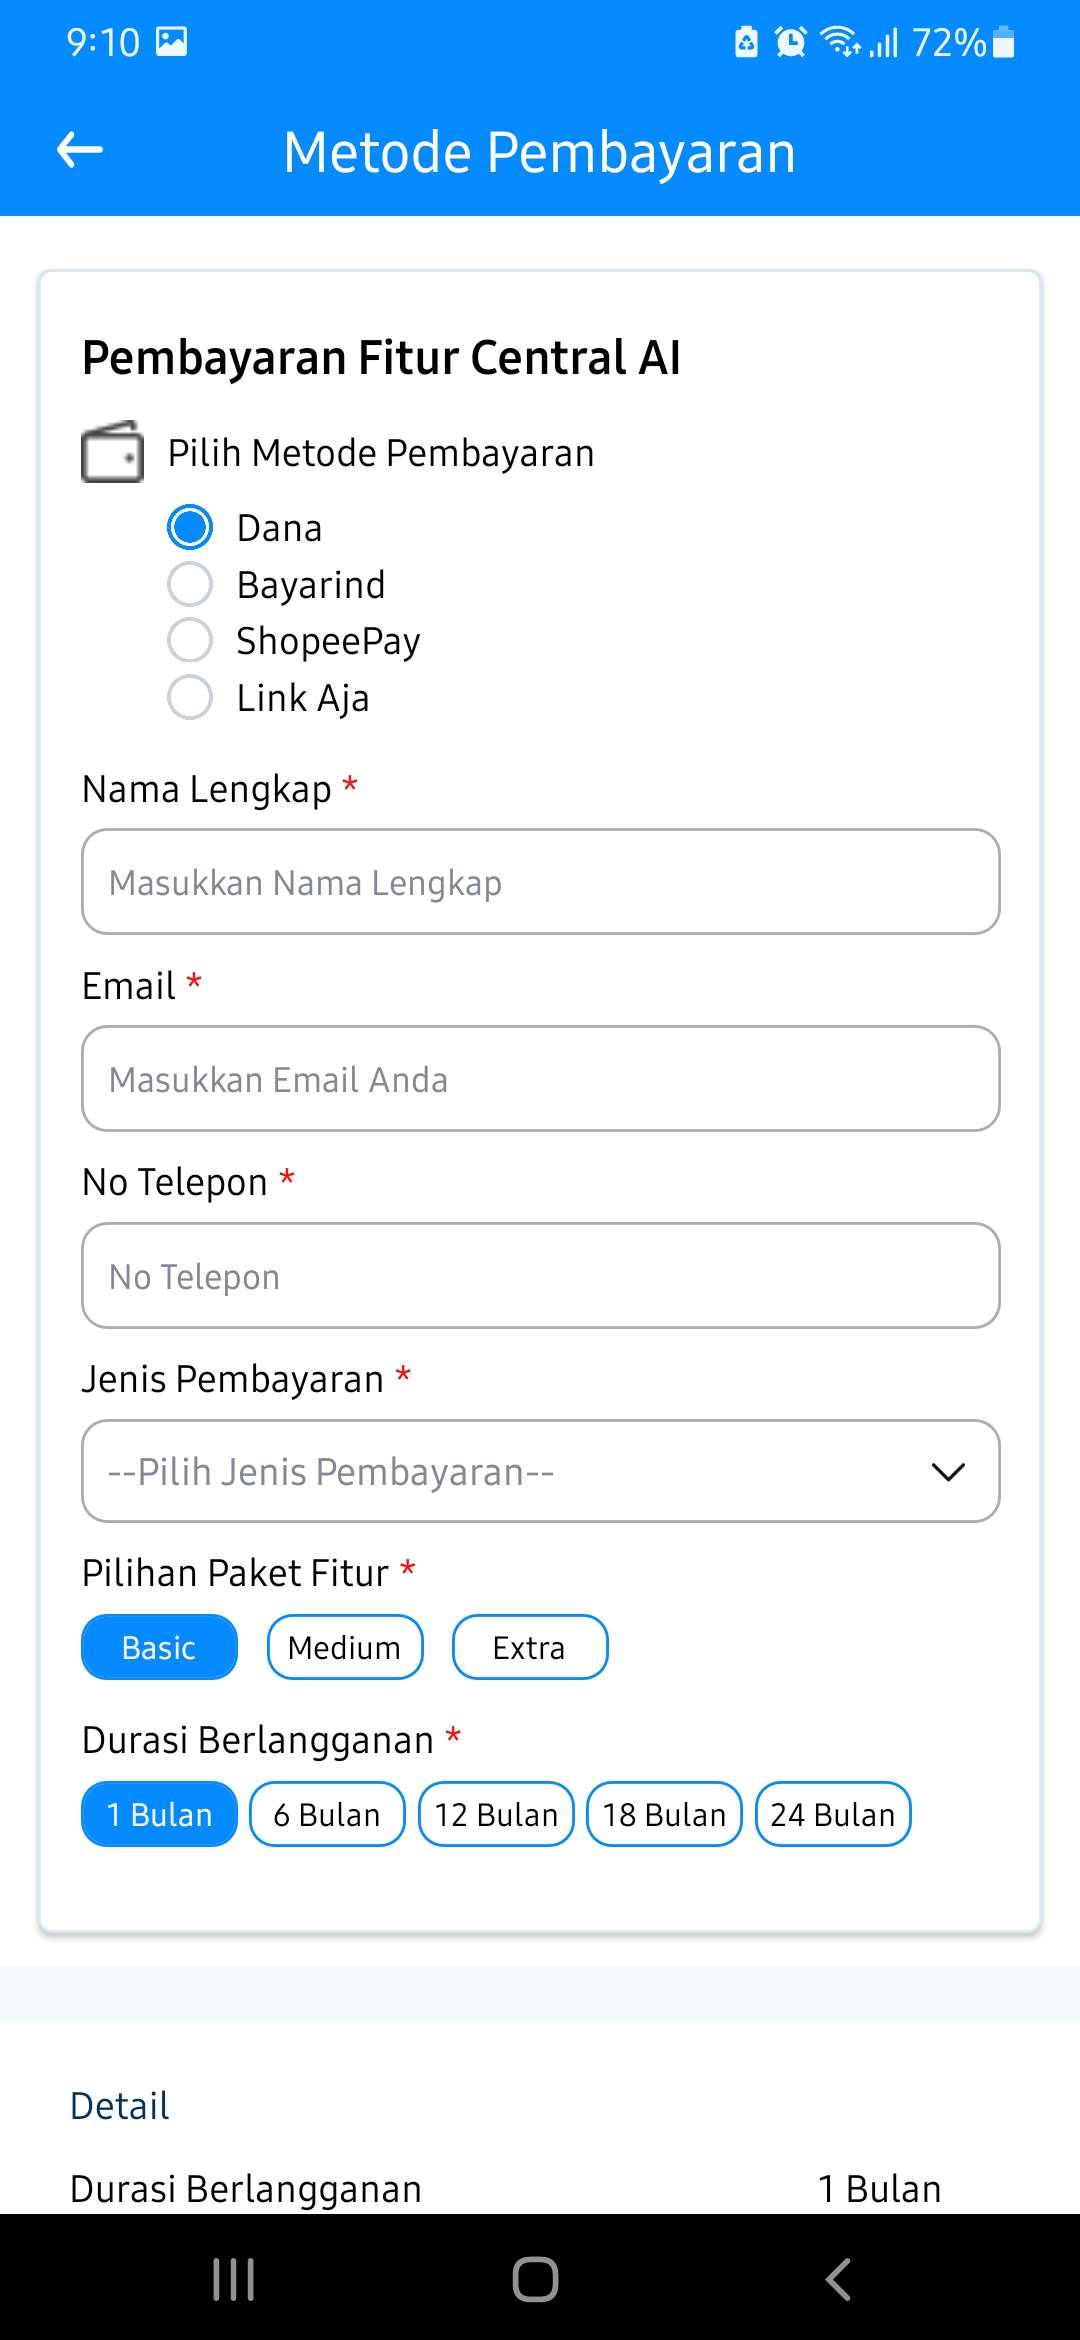 9:10 72%
Metode Pembayaran
Pembayaran Fitur Central AI
Pilih Metode Pembayaran
Dana
Bayarind
ShopeePay
Link Aja
Nama Lengkap *
Masukkan Nama Lengkap
Email *
Masukkan Email Anda
No Telepon *
No Telepon
Jenis Pembayaran *
--Pilih Jenis Pembayaran--
Pilihan Paket Fitur *
Basic Medium Extra
Durasi Berlangganan *
1 Bulan 6 Bulan 12 Bulan 18 Bulan 24 Bulan
Detail
Durasi Berlangganan 1 Bulan